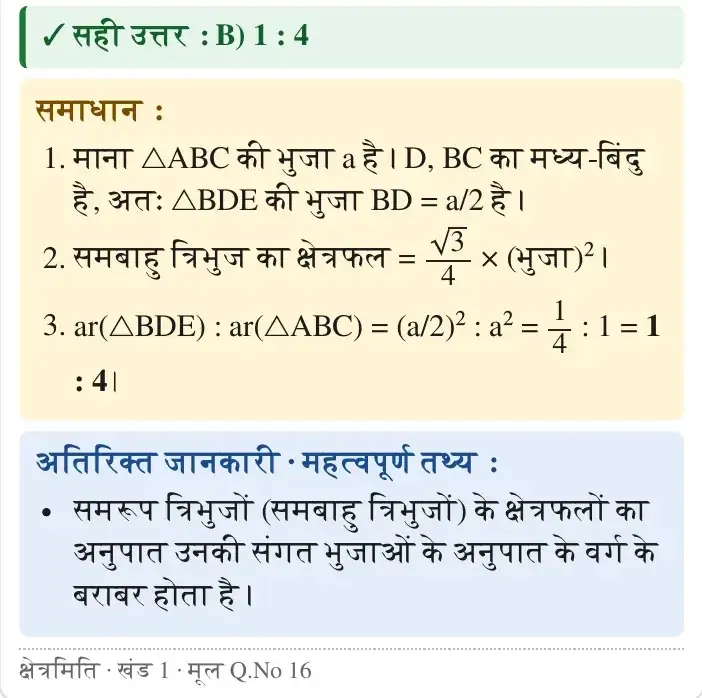 ✓ सही उत्तर : B) 1 : 4
समाधान :
1. माना △ABC की भुजा a है। D, BC का मध्य-बिंदु
है, अतः △BDE की भुजा BD = a/2 है।
2. समबाहु त्रिभुज का क्षेत्रफल = √3/4 × (भुजा)²।
3. ar(△BDE) : ar(△ABC) = (a/2)² : a² = 1/4 : 1 = 1
: 4।
अतिरिक्त जानकारी · महत्वपूर्ण तथ्य :
• समरूप त्रिभुजों (समबाहु त्रिभुजों) के क्षेत्रफलों का
अनुपात उनकी संगत भुजाओं के अनुपात के वर्ग के
बराबर होता है।
क्षेत्रमिति · खंड 1 · मूल Q.No 16